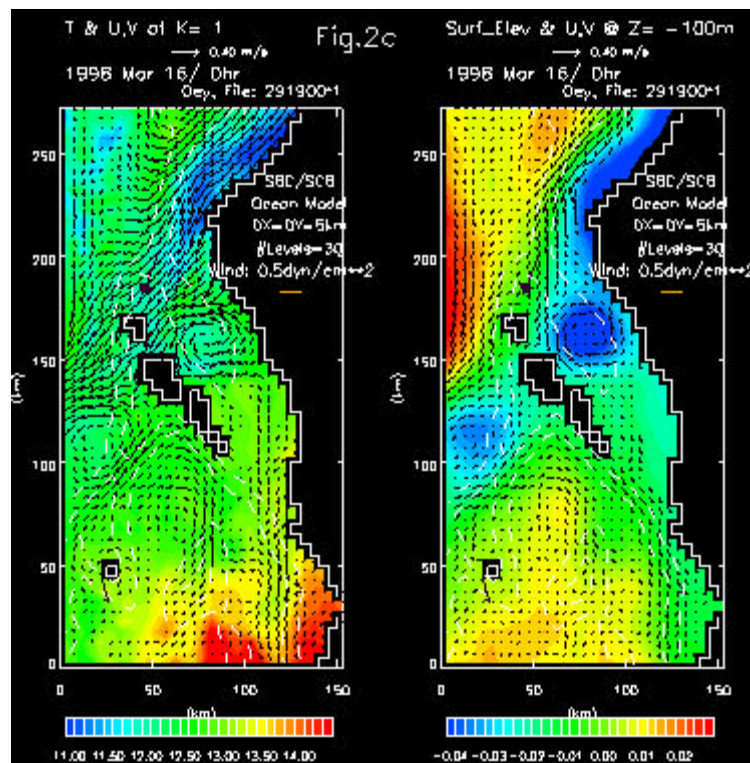 T & U,V at K= 1
0.40 m/s
1998 Mar 16/ Dhr
Oey, File: 291900*1
Fig.2c
Surf_Elev & U,V @ Z= -100m
0.40 m/s
1998 Mar 16/ Dhr
Oey, File: 291900*1
SBC/SCB
Ocean Model
DX=DY=5km
#Levels=30
Wind: 0.5dyn/cm**2
SBC/SCB
Ocean Model
DX=DY=5km
#Levels=30
Wind: 0.5dyn/cm**2
250
200
150
100
50
0
(km)
0 50 100 150
(km)
11.00 11.50 12.00 12.50 13.00 13.50 14.00
250
200
150
100
50
0
(km)
0 50 100 150
(km)
-0.04 -0.03 -0.02 -0.01 0.00 0.01 0.02